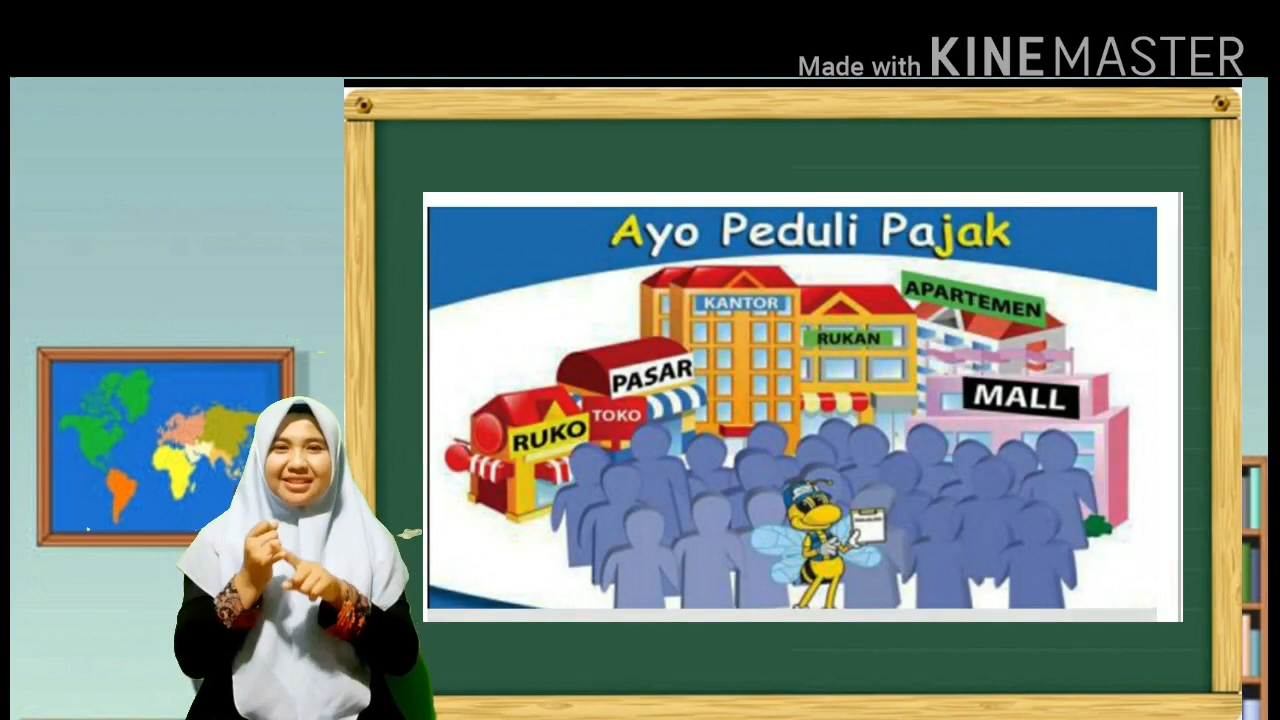 Made with KINEMASTER
Ayo Peduli Pajak
KANTOR
APARTEMEN
RUKAN
PASAR
MALL
TOKO
RUKO